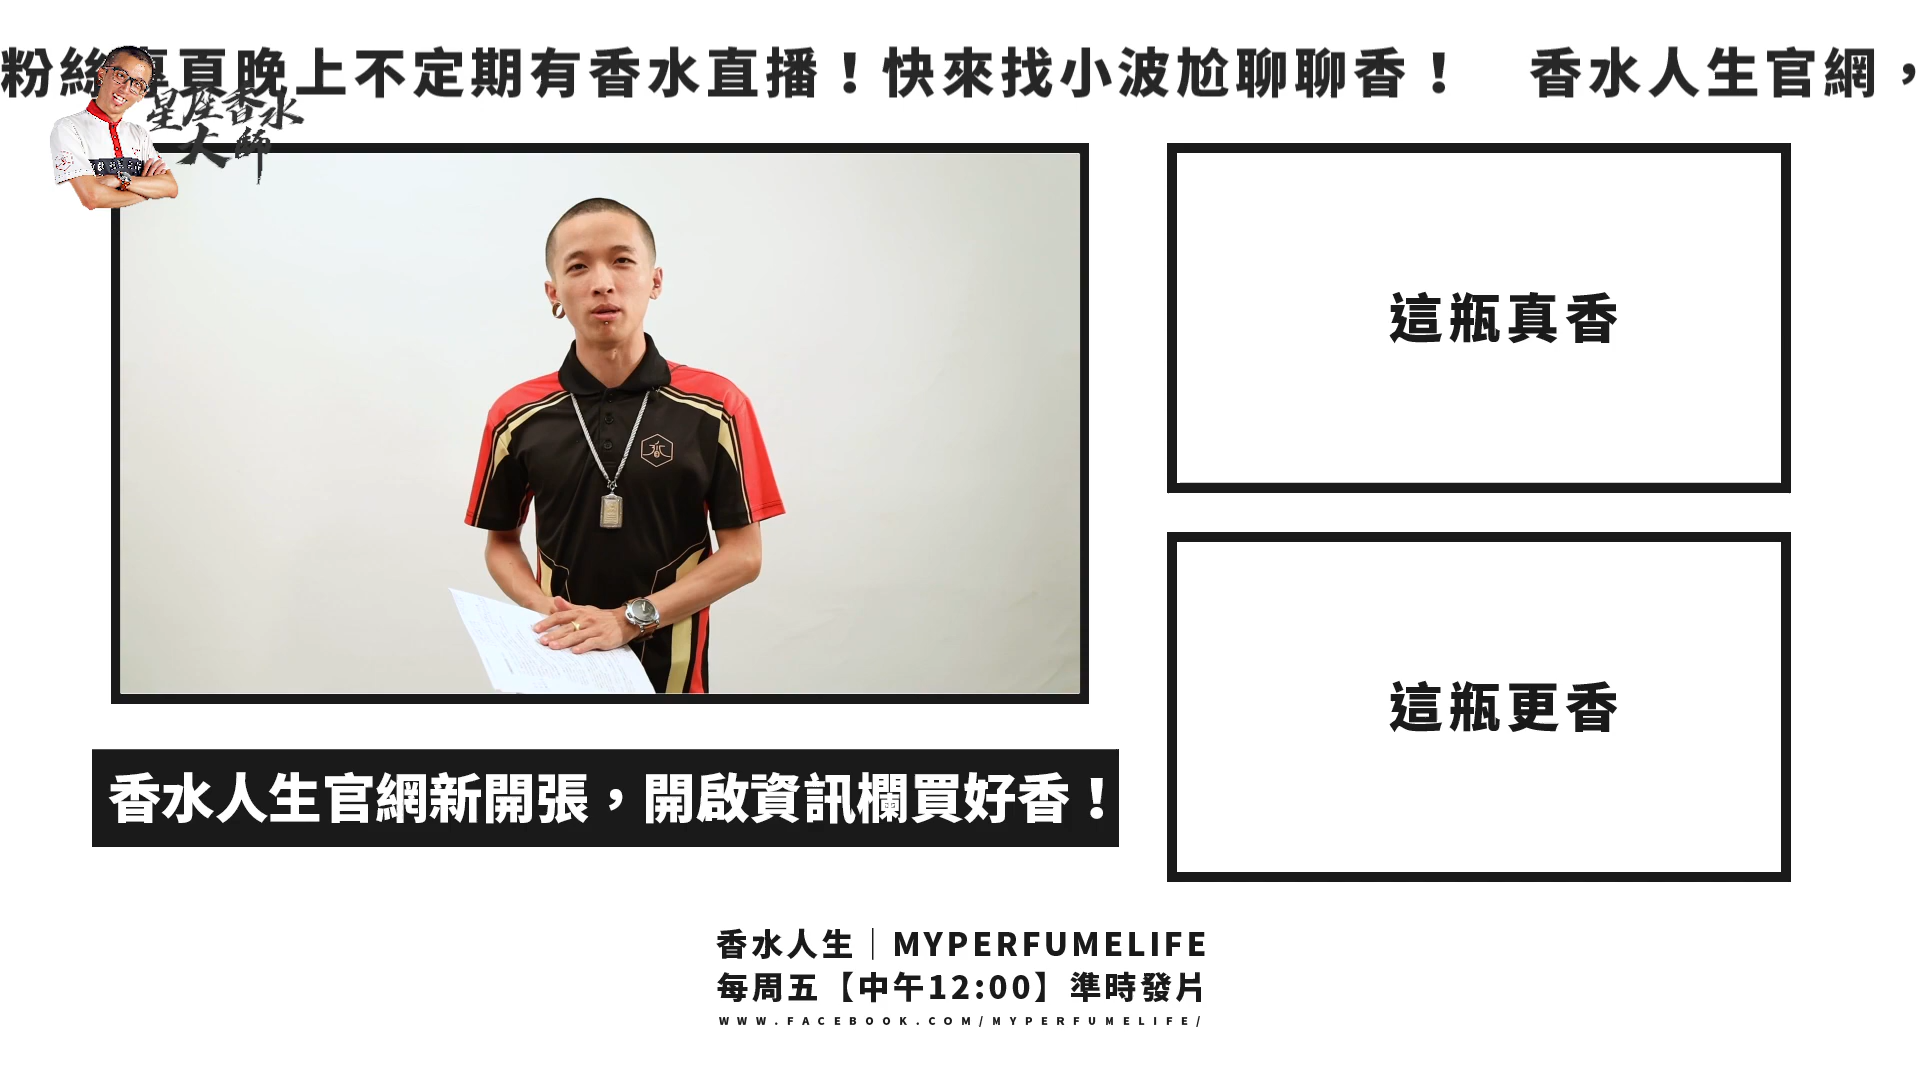 粉絲專頁晚上不定期有香水直播！快來找小波尬聊聊香！　香水人生官網，
星座香水
大師
這瓶真香
這瓶更香
香水人生官網新開張，開啟資訊欄買好香！
香水人生｜MYPERFUMELIFE
每周五【中午12:00】準時發片
WWW.FACEBOOK.COM/MYPERFUMELIFE/